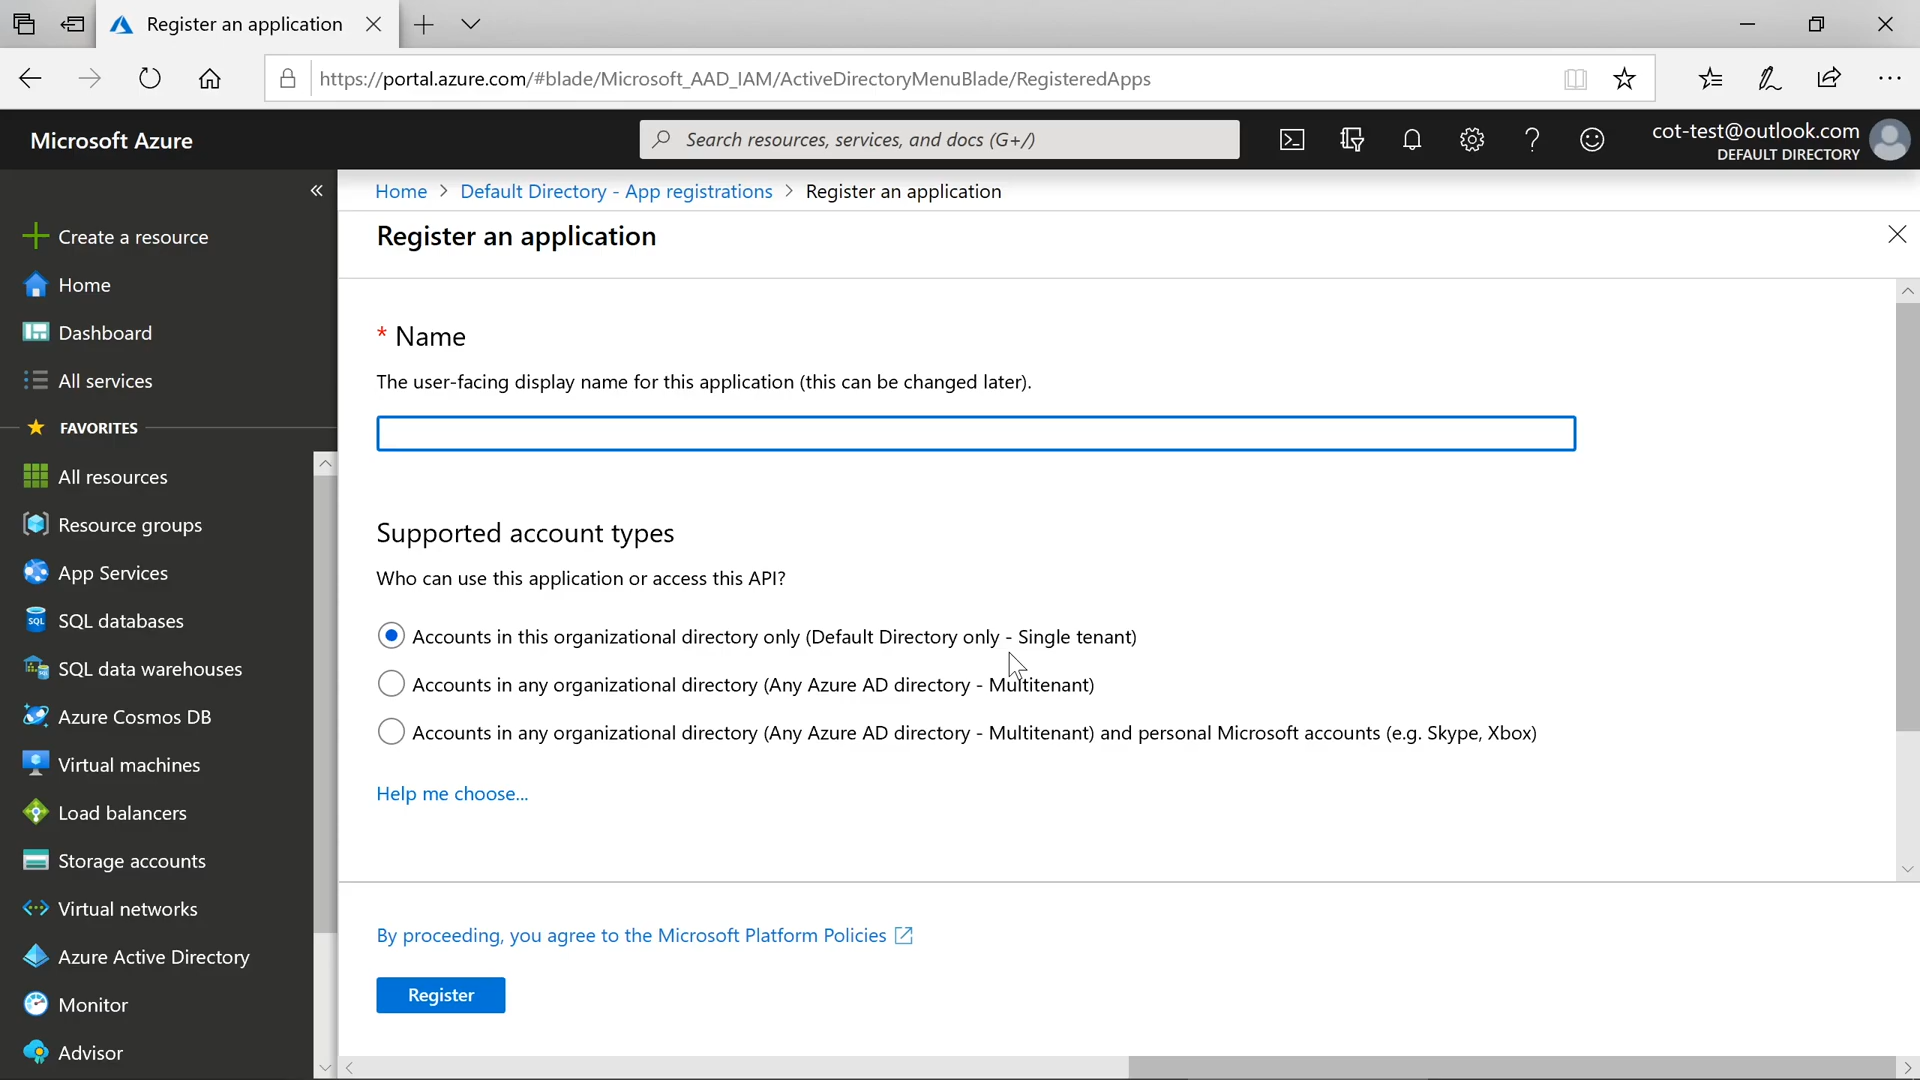 Register an application
https://portal.azure.com/#blade/Microsoft_AAD_IAM/ActiveDirectoryMenuBlade/RegisteredApps
Microsoft Azure
Search resources, services, and docs (G+/)
cot-test@outlook.com
DEFAULT DIRECTORY
Home > Default Directory - App registrations > Register an application
Register an application
Create a resource
Home
Dashboard
All services
FAVORITES
All resources
Resource groups
App Services
SQL
SQL databases
SQL data warehouses
Azure Cosmos DB
Virtual machines
Load balancers
Storage accounts
Virtual networks
Azure Active Directory
Monitor
Advisor
* Name
The user-facing display name for this application (this can be changed later).
Supported account types
Who can use this application or access this API?
Accounts in this organizational directory only (Default Directory only - Single tenant)
Accounts in any organizational directory (Any Azure AD directory - Multitenant)
Accounts in any organizational directory (Any Azure AD directory - Multitenant) and personal Microsoft accounts (e.g. Skype, Xbox)
Help me choose...
By proceeding, you agree to the Microsoft Platform Policies
Register